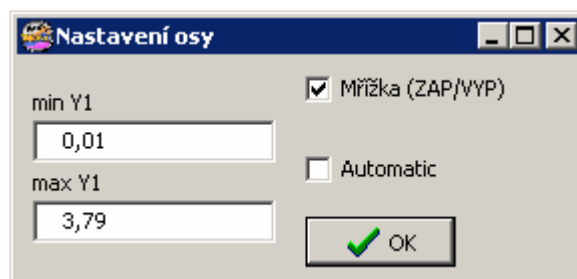 Nastavení osy
min Y1
0,01
max Y1
3,79
Mřížka (ZAP/VYP)
Automatic
OK